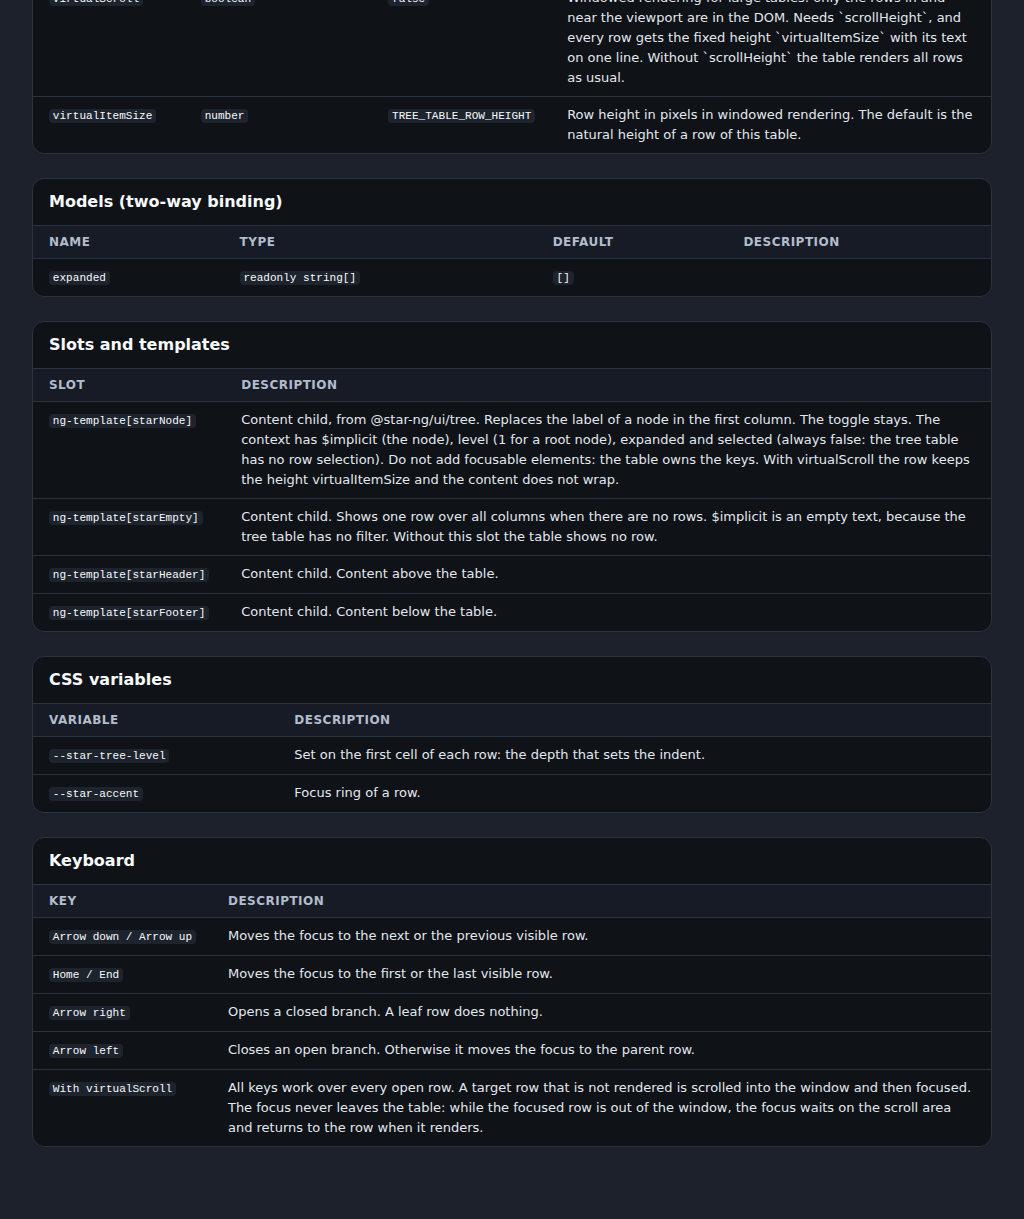 virtualScroll boolean false Windowed rendering for large tables: only the rows in and
near the viewport are in the DOM. Needs `scrollHeight`, and
every row gets the fixed height `virtualItemSize` with its text
on one line. Without `scrollHeight` the table renders all rows
as usual.
virtualItemSize number TREE_TABLE_ROW_HEIGHT Row height in pixels in windowed rendering. The default is the
natural height of a row of this table.
Models (two-way binding)
NAME TYPE DEFAULT DESCRIPTION
expanded readonly string[] []
Slots and templates
SLOT DESCRIPTION
ng-template[starNode] Content child, from @star-ng/ui/tree. Replaces the label of a node in the first column. The toggle stays. The
context has $implicit (the node), level (1 for a root node), expanded and selected (always false: the tree table
has no row selection). Do not add focusable elements: the table owns the keys. With virtualScroll the row keeps
the height virtualItemSize and the content does not wrap.
ng-template[starEmpty] Content child. Shows one row over all columns when there are no rows. $implicit is an empty text, because the
tree table has no filter. Without this slot the table shows no row.
ng-template[starHeader] Content child. Content above the table.
ng-template[starFooter] Content child. Content below the table.
CSS variables
VARIABLE DESCRIPTION
--star-tree-level Set on the first cell of each row: the depth that sets the indent.
--star-accent Focus ring of a row.
Keyboard
KEY DESCRIPTION
Arrow down / Arrow up Moves the focus to the next or the previous visible row.
Home / End Moves the focus to the first or the last visible row.
Arrow right Opens a closed branch. A leaf row does nothing.
Arrow left Closes an open branch. Otherwise it moves the focus to the parent row.
With virtualScroll All keys work over every open row. A target row that is not rendered is scrolled into the window and then focused.
The focus never leaves the table: while the focused row is out of the window, the focus waits on the scroll area
and returns to the row when it renders.